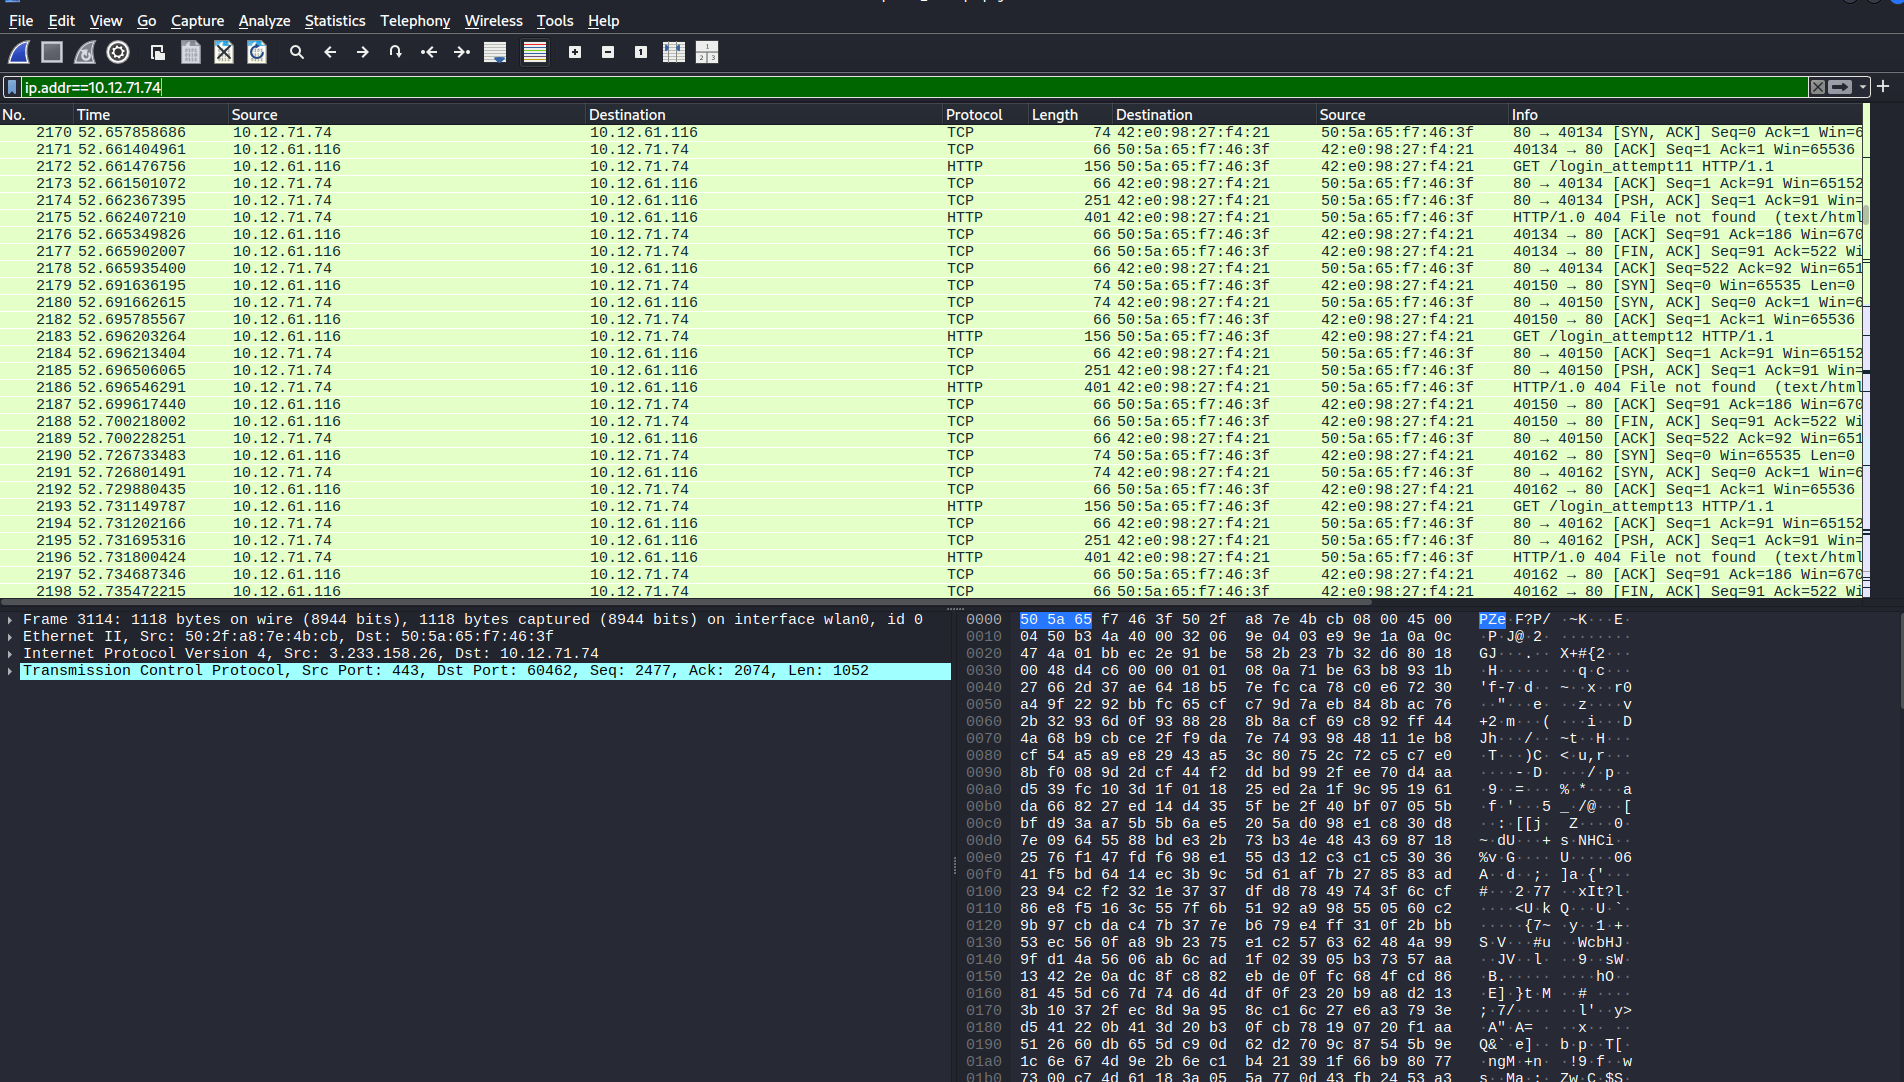 File Edit View Go Capture Analyze Statistics Telephony Wireless Tools Help
ip.addr==10.12.71.74
No. Time Source Destination Protocol Length Destination Source Info
2170 52.657858686 10.12.71.74 10.12.61.116 TCP 74 42:e0:98:27:f4:21 50:5a:65:f7:46:3f 80 → 40134 [SYN, ACK] Seq=0 Ack=1 Win=6
2171 52.661404961 10.12.61.116 10.12.71.74 TCP 66 50:5a:65:f7:46:3f 42:e0:98:27:f4:21 40134 → 80 [ACK] Seq=1 Ack=1 Win=65536
2172 52.661476756 10.12.61.116 10.12.71.74 HTTP 156 50:5a:65:f7:46:3f 42:e0:98:27:f4:21 GET /login_attempt11 HTTP/1.1
2173 52.661501072 10.12.71.74 10.12.61.116 TCP 66 42:e0:98:27:f4:21 50:5a:65:f7:46:3f 80 → 40134 [ACK] Seq=1 Ack=91 Win=65152
2174 52.662367395 10.12.71.74 10.12.61.116 TCP 251 42:e0:98:27:f4:21 50:5a:65:f7:46:3f 80 → 40134 [PSH, ACK] Seq=1 Ack=91 Win=
2175 52.662407210 10.12.71.74 10.12.61.116 HTTP 401 42:e0:98:27:f4:21 50:5a:65:f7:46:3f HTTP/1.0 404 File not found (text/html
2176 52.665349826 10.12.61.116 10.12.71.74 TCP 66 50:5a:65:f7:46:3f 42:e0:98:27:f4:21 40134 → 80 [ACK] Seq=91 Ack=186 Win=670
2177 52.665902007 10.12.61.116 10.12.71.74 TCP 66 50:5a:65:f7:46:3f 42:e0:98:27:f4:21 40134 → 80 [FIN, ACK] Seq=91 Ack=522 Wi
2178 52.665935400 10.12.71.74 10.12.61.116 TCP 66 42:e0:98:27:f4:21 50:5a:65:f7:46:3f 80 → 40134 [ACK] Seq=522 Ack=92 Win=651
2179 52.691636195 10.12.61.116 10.12.71.74 TCP 74 50:5a:65:f7:46:3f 42:e0:98:27:f4:21 40150 → 80 [SYN] Seq=0 Win=65535 Len=0
2180 52.691662615 10.12.71.74 10.12.61.116 TCP 74 42:e0:98:27:f4:21 50:5a:65:f7:46:3f 80 → 40150 [SYN, ACK] Seq=0 Ack=1 Win=6
2182 52.695785567 10.12.61.116 10.12.71.74 TCP 66 50:5a:65:f7:46:3f 42:e0:98:27:f4:21 40150 → 80 [ACK] Seq=1 Ack=1 Win=65536
2183 52.696203264 10.12.61.116 10.12.71.74 HTTP 156 50:5a:65:f7:46:3f 42:e0:98:27:f4:21 GET /login_attempt12 HTTP/1.1
2184 52.696213404 10.12.71.74 10.12.61.116 TCP 66 42:e0:98:27:f4:21 50:5a:65:f7:46:3f 80 → 40150 [ACK] Seq=1 Ack=91 Win=65152
2185 52.696506065 10.12.71.74 10.12.61.116 TCP 251 42:e0:98:27:f4:21 50:5a:65:f7:46:3f 80 → 40150 [PSH, ACK] Seq=1 Ack=91 Win=
2186 52.696546291 10.12.71.74 10.12.61.116 HTTP 401 42:e0:98:27:f4:21 50:5a:65:f7:46:3f HTTP/1.0 404 File not found (text/html
2187 52.699617440 10.12.61.116 10.12.71.74 TCP 66 50:5a:65:f7:46:3f 42:e0:98:27:f4:21 40150 → 80 [ACK] Seq=91 Ack=186 Win=670
2188 52.700218002 10.12.61.116 10.12.71.74 TCP 66 50:5a:65:f7:46:3f 42:e0:98:27:f4:21 40150 → 80 [FIN, ACK] Seq=91 Ack=522 Wi
2189 52.700228251 10.12.71.74 10.12.61.116 TCP 66 42:e0:98:27:f4:21 50:5a:65:f7:46:3f 80 → 40150 [ACK] Seq=522 Ack=92 Win=651
2190 52.726733483 10.12.61.116 10.12.71.74 TCP 74 50:5a:65:f7:46:3f 42:e0:98:27:f4:21 40162 → 80 [SYN] Seq=0 Win=65535 Len=0
2191 52.726801491 10.12.71.74 10.12.61.116 TCP 74 42:e0:98:27:f4:21 50:5a:65:f7:46:3f 80 → 40162 [SYN, ACK] Seq=0 Ack=1 Win=6
2192 52.729880435 10.12.61.116 10.12.71.74 TCP 66 50:5a:65:f7:46:3f 42:e0:98:27:f4:21 40162 → 80 [ACK] Seq=1 Ack=1 Win=65536
2193 52.731149787 10.12.61.116 10.12.71.74 HTTP 156 50:5a:65:f7:46:3f 42:e0:98:27:f4:21 GET /login_attempt13 HTTP/1.1
2194 52.731202166 10.12.71.74 10.12.61.116 TCP 66 42:e0:98:27:f4:21 50:5a:65:f7:46:3f 80 → 40162 [ACK] Seq=1 Ack=91 Win=65152
2195 52.731695316 10.12.71.74 10.12.61.116 TCP 251 42:e0:98:27:f4:21 50:5a:65:f7:46:3f 80 → 40162 [PSH, ACK] Seq=1 Ack=91 Win=
2196 52.731800424 10.12.71.74 10.12.61.116 HTTP 401 42:e0:98:27:f4:21 50:5a:65:f7:46:3f HTTP/1.0 404 File not found (text/html
2197 52.734687346 10.12.61.116 10.12.71.74 TCP 66 50:5a:65:f7:46:3f 42:e0:98:27:f4:21 40162 → 80 [ACK] Seq=91 Ack=186 Win=670
2198 52.735472215 10.12.61.116 10.12.71.74 TCP 66 50:5a:65:f7:46:3f 42:e0:98:27:f4:21 40162 → 80 [FIN, ACK] Seq=91 Ack=522 Wi
Frame 3114: 1118 bytes on wire (8944 bits), 1118 bytes captured (8944 bits) on interface wlan0, id 0
Ethernet II, Src: 50:2f:a8:7e:4b:cb, Dst: 50:5a:65:f7:46:3f
Internet Protocol Version 4, Src: 3.233.158.26, Dst: 10.12.71.74
Transmission Control Protocol, Src Port: 443, Dst Port: 60462, Seq: 2477, Ack: 2074, Len: 1052
0000 50 5a 65 f7 46 3f 50 2f a8 7e 4b cb 08 00 45 00 PZe·F?P/ ·~K···E·
0010 04 50 b3 4a 40 00 32 06 9e 04 03 e9 9e 1a 0a 0c ·P·J@·2· ········
0020 47 4a 01 bb ec 2e 91 be 58 2b 23 7b 32 d6 80 18 GJ···.·· X+#{2···
0030 00 48 d4 c6 00 00 01 01 08 0a 71 be 63 b8 93 1b ·H······ ··q·c···
0040 27 66 2d 37 ae 64 18 b5 7e fc ca 78 c0 e6 72 30 'f-7·d·· ~··x··r0
0050 a4 9f 22 92 bb fc 65 cf c7 9d 7a eb 84 8b ac 76 ··"···e· ··z····v
0060 2b 32 93 6d 0f 93 88 28 8b 8a cf 69 c8 92 ff 44 +2·m···( ···i···D
0070 4a 68 b9 cb ce 2f f9 da 7e 74 93 98 48 11 1e b8 Jh···/·· ~t··H···
0080 cf 54 a5 a9 e8 29 43 a5 3c 80 75 2c 72 c5 c7 e0 ·T···)C· <·u,r···
0090 8b f0 08 9d 2d cf 44 f2 dd bd 99 2f ee 70 d4 aa ····-·D· ···/·p··
00a0 d5 39 fc 10 3d 1f 01 18 25 ed 2a 1f 9c 95 19 61 ·9··=··· %·*····a
00b0 da 66 82 27 ed 14 d4 35 5f be 2f 40 bf 07 05 5b ·f·'···5 _·/@···[
00c0 bf d9 3a a7 5b 5b 6a e5 20 5a d0 98 e1 c8 30 d8 ··:·[[j· Z····0·
00d0 7e 09 64 55 88 bd e3 2b 73 b3 4e 48 43 69 87 18 ~·dU···+ s·NHCi··
00e0 25 76 f1 47 fd f6 98 e1 55 d3 12 c3 c1 c5 30 36 %v·G···· U·····06
00f0 41 f5 bd 64 14 ec 3b 9c 5d 61 af 7b 27 85 83 ad A··d··;· ]a·{'···
0100 23 94 c2 f2 32 1e 37 37 df d8 78 49 74 3f 6c cf #···2·77 ··xIt?l·
0110 86 e8 f5 16 3c 55 7f 6b 51 92 a9 98 55 05 60 c2 ····<U·k Q···U·`·
0120 9b 97 cb da c4 7b 37 7e b6 79 e4 ff 31 0f 2b bb ·····{7~ ·y··1·+·
0130 53 ec 56 0f a8 9b 23 75 e1 c2 57 63 62 48 4a 99 S·V···#u ··WcbHJ·
0140 9f d1 4a 56 06 ab 6c ad 1f 02 39 05 b3 73 57 aa ··JV··l· ··9··sW·
0150 13 42 2e 0a dc 8f c8 82 eb de 0f fc 68 4f cd 86 ·B.····· ····hO··
0160 81 45 5d c6 7d 74 d6 4d df 0f 23 20 b9 a8 d2 13 ·E]·}t·M ··# ····
0170 3b 10 37 2f ec 8d 9a 95 8c c1 6c 27 e6 a3 79 3e ;·7/···· ··l'··y>
0180 d5 41 22 0b 41 3d 20 b3 0f cb 78 19 07 20 f1 aa ·A"·A= · ··x·· ··
0190 51 26 60 db 65 5d c9 0d 62 d2 70 9c 87 54 5b 9e Q&`·e]·· b·p··T[·
01a0 1c 6e 67 4d 9e 2b 6e c1 b4 21 39 1f 66 b9 80 77 ·ngM·+n· ·!9·f··w
01b0 73 00 c7 4d 61 18 3a 05 5a 77 0d 43 fb 24 53 a3 s··Ma·:· Zw·C·$S·